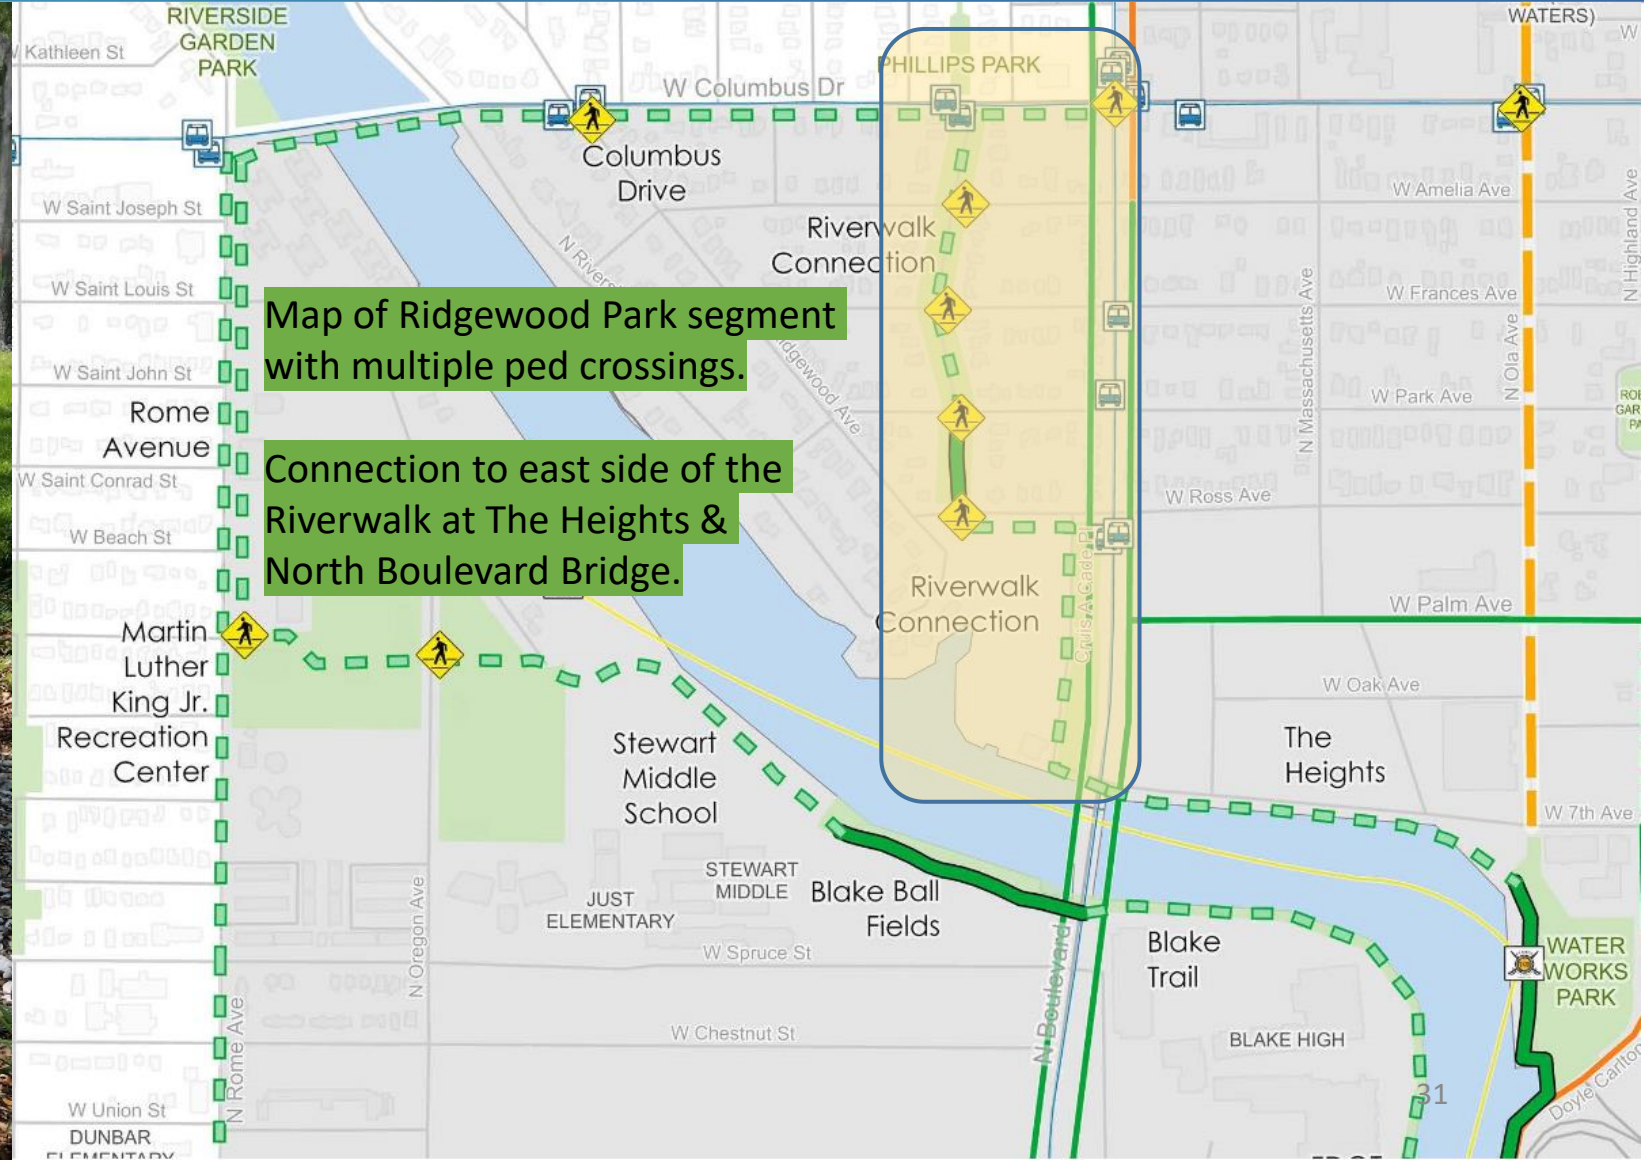 RIVERSIDE
GARDEN
PARK
Kathleen St
WATERS)
W
PHILLIPS PARK
W Columbus Dr
Columbus
Drive
W Amelia Ave
N Highland Ave
W Saint Joseph St
Riverwalk
Connection
W Saint Louis St
W Frances Ave
N Massachusetts Ave
N Ola Ave
Map of Ridgewood Park segment
with multiple ped crossings.
W Saint John St
W Park Ave
Rome
Avenue
Connection to east side of the
Riverwalk at The Heights &
North Boulevard Bridge.
W Saint Conrad St
W Ross Ave
W Beach St
Riverwalk
Connection
W Palm Ave
Martin
Luther
King Jr.
Recreation
Center
W Oak Ave
Stewart
Middle
School
The
Heights
W 7th Ave
STEWART
MIDDLE
JUST
ELEMENTARY
Blake Ball
Fields
N Oregon Ave
W Spruce St
Blake
Trail
WATER
WORKS
PARK
N Boulevard
W Chestnut St
BLAKE HIGH
N Rome Ave
31
Doyle Carlton
W Union St
DUNBAR
ELEMENTARY